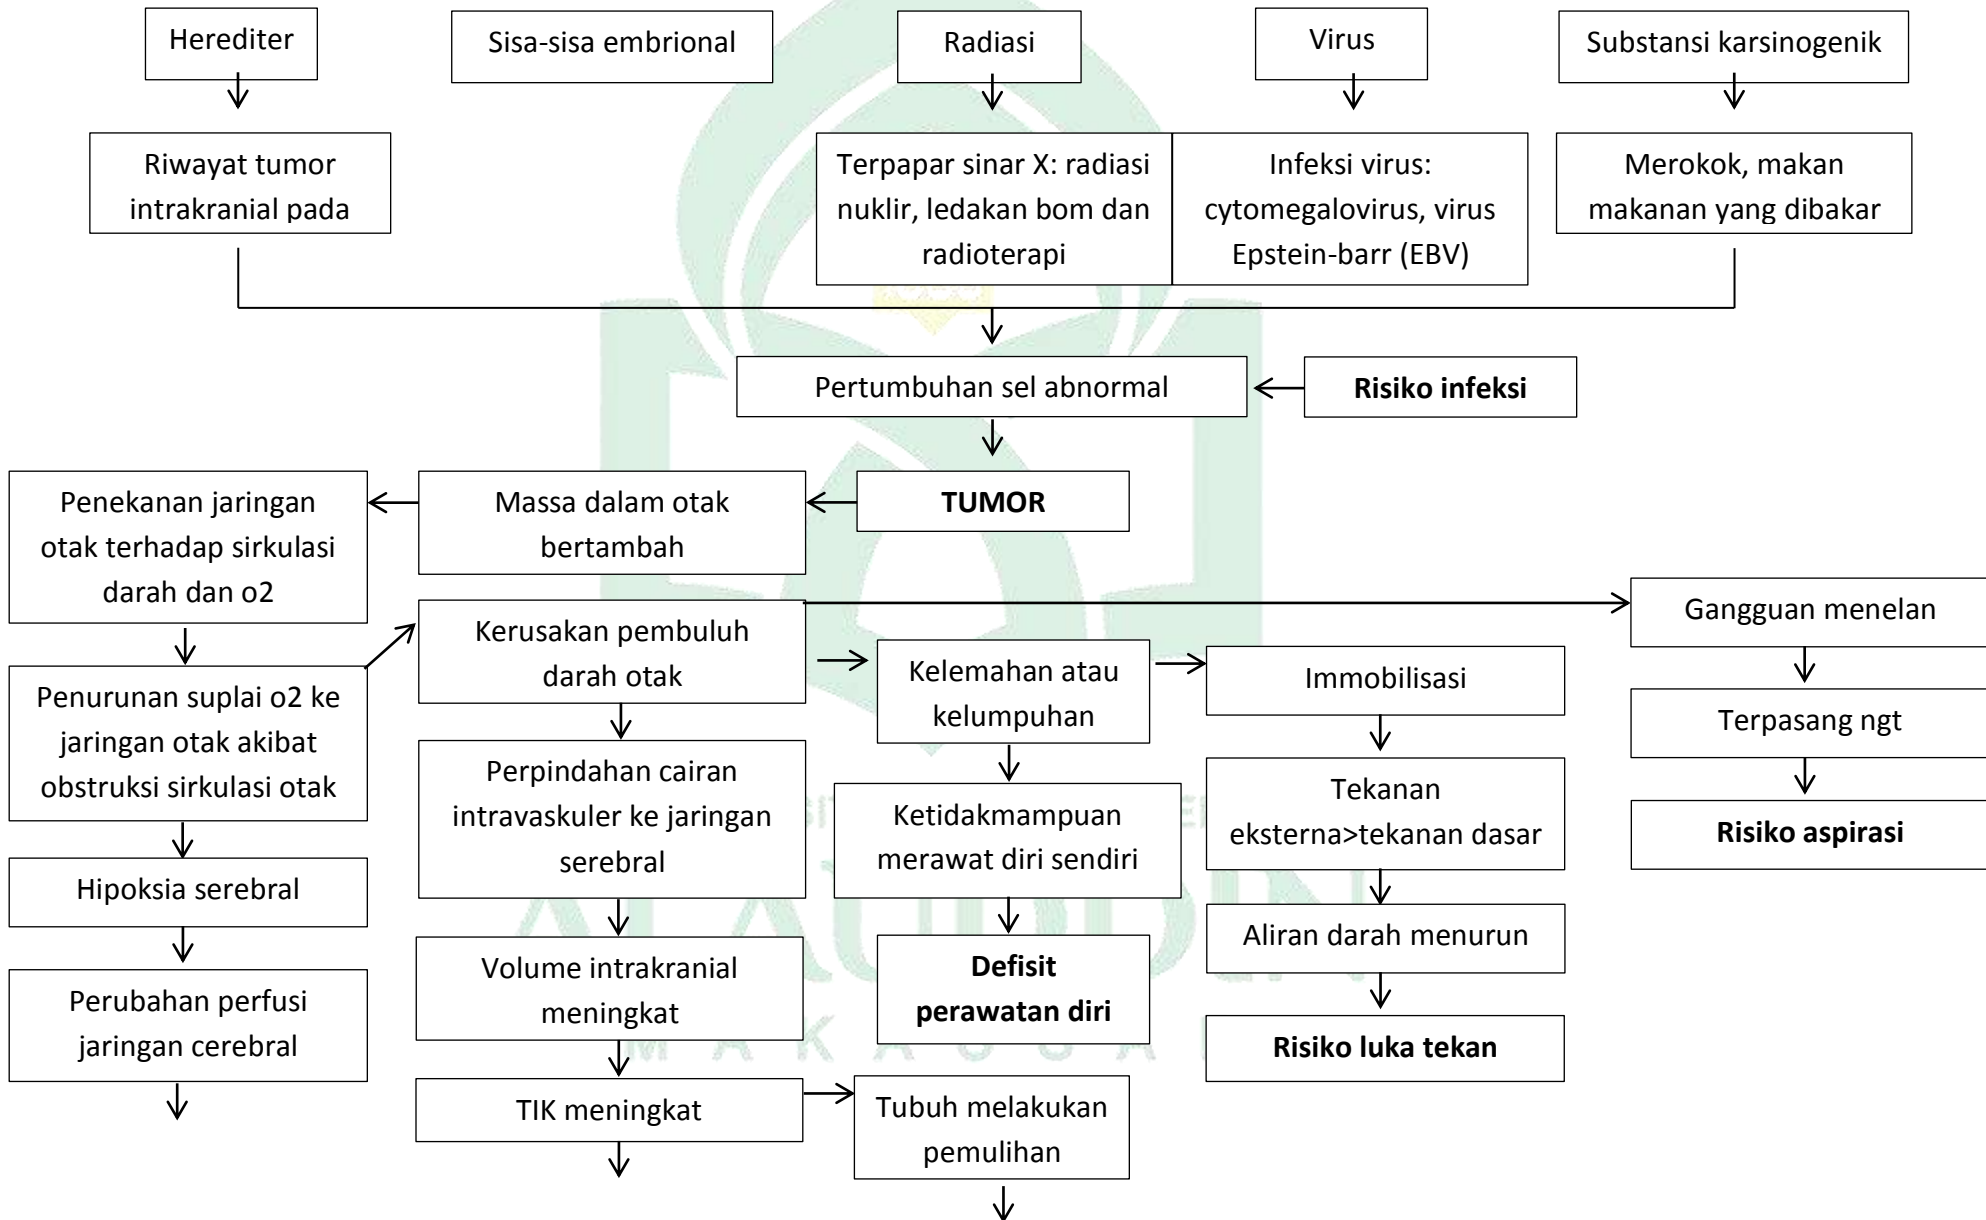 Herediter
Sisa-sisa embrional
Radiasi
Virus
Substansi karsinogenik
Riwayat tumor
intrakranial pada
Terpapar sinar X: radiasi
nuklir, ledakan bom dan
radioterapi
Infeksi virus:
cytomegalovirus, virus
Epstein-barr (EBV)
Merokok, makan
makanan yang dibakar
Pertumbuhan sel abnormal
Risiko infeksi
Penekanan jaringan
otak terhadap sirkulasi
darah dan o2
Massa dalam otak
bertambah
TUMOR
Kerusakan pembuluh
darah otak
Gangguan menelan
Penurunan suplai o2 ke
jaringan otak akibat
obstruksi sirkulasi otak
Kelemahan atau
kelumpuhan
Immobilisasi
Terpasang ngt
Perpindahan cairan
intravaskuler ke jaringan
serebral
Ketidakmampuan
merawat diri sendiri
Tekanan
eksterna>tekanan dasar
Risiko aspirasi
Hipoksia serebral
Aliran darah menurun
Volume intrakranial
meningkat
Defisit
perawatan diri
Perubahan perfusi
jaringan cerebral
Risiko luka tekan
TIK meningkat
Tubuh melakukan
pemulihan